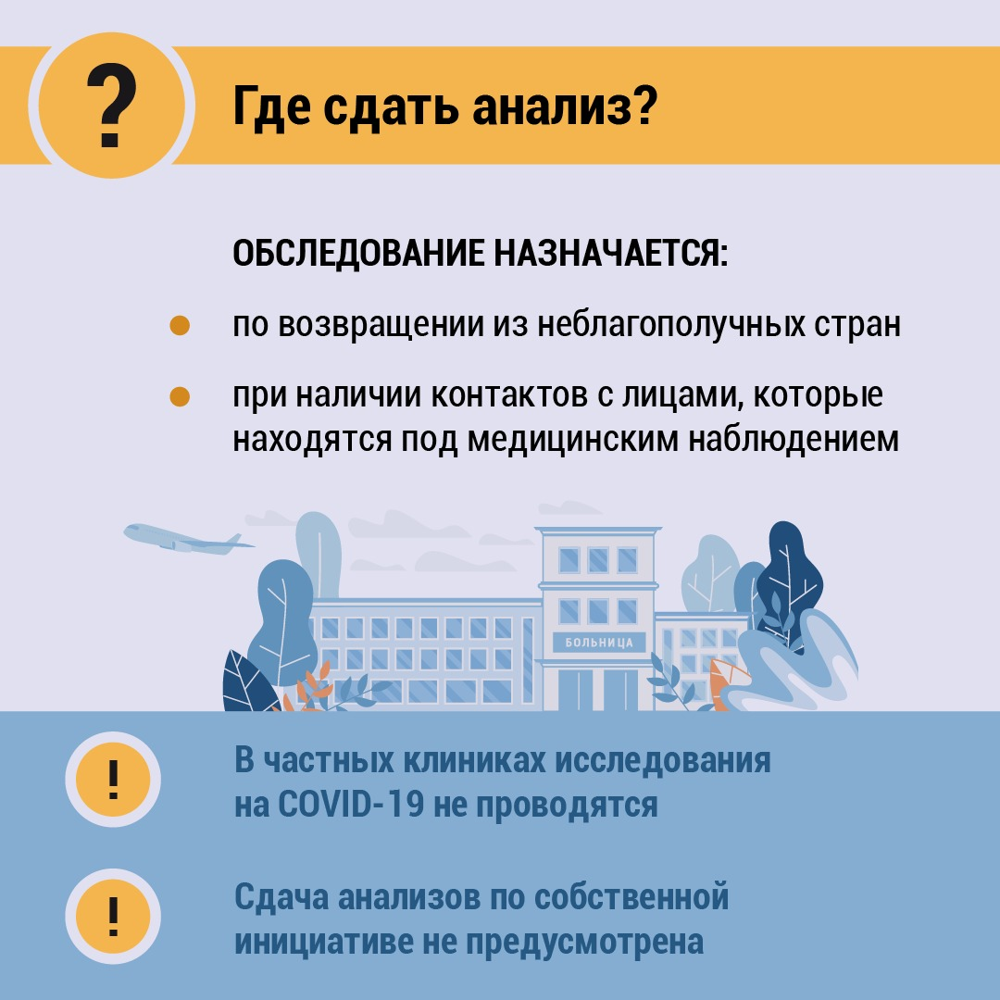 ?
Где сдать анализ?
ОБСЛЕДОВАНИЕ НАЗНАЧАЕТСЯ:
по возвращении из неблагополучных стран
при наличии контактов с лицами, которые
находятся под медицинским наблюдением
БОЛЬНИЦА
!
В частных клиниках исследования
на COVID-19 не проводятся
!
Сдача анализов по собственной
инициативе не предусмотрена